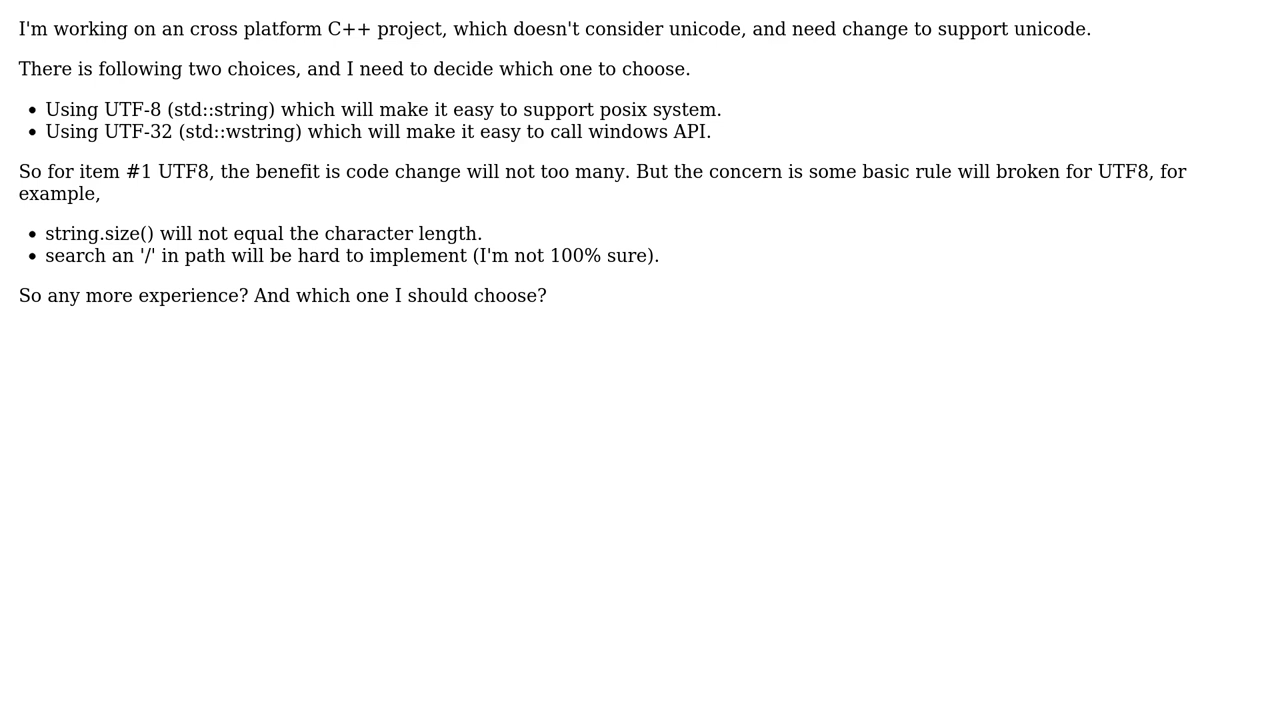 I'm working on an cross platform C++ project, which doesn't consider unicode, and need change to support unicode.
There is following two choices, and I need to decide which one to choose.
• Using UTF-8 (std::string) which will make it easy to support posix system.
• Using UTF-32 (std::wstring) which will make it easy to call windows API.
So for item #1 UTF8, the benefit is code change will not too many. But the concern is some basic rule will broken for UTF8, for
example,
• string.size() will not equal the character length.
• search an '/' in path will be hard to implement (I'm not 100% sure).
So any more experience? And which one I should choose?